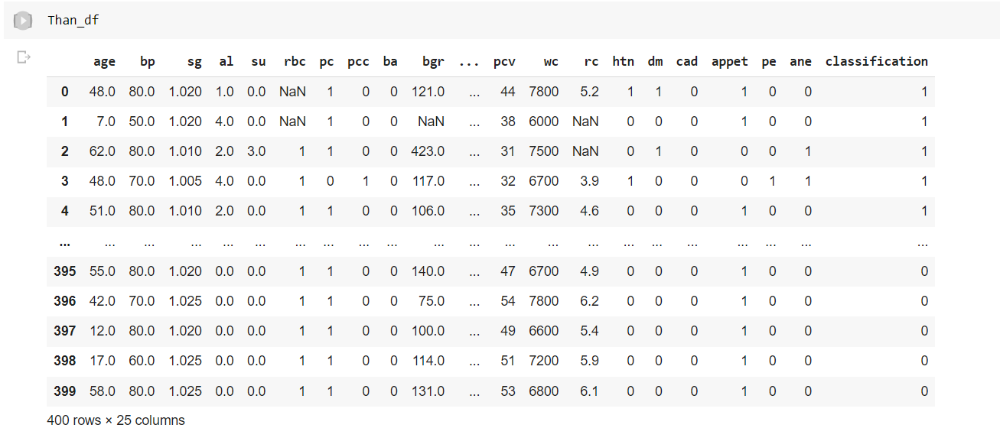 Than_df
age bp sg al su rbc pc pcc ba bgr ... pcv wc rc htn dm cad appet pe ane classification
0 48.0 80.0 1.020 1.0 0.0 NaN 1 0 0 121.0 ... 44 7800 5.2 1 1 0 1 0 0 1
1 7.0 50.0 1.020 4.0 0.0 NaN 1 0 0 NaN ... 38 6000 NaN 0 0 0 1 0 0 1
2 62.0 80.0 1.010 2.0 3.0 1 1 0 0 423.0 ... 31 7500 NaN 0 1 0 0 0 1 1
3 48.0 70.0 1.005 4.0 0.0 1 0 1 0 117.0 ... 32 6700 3.9 1 0 0 0 1 1 1
4 51.0 80.0 1.010 2.0 0.0 1 1 0 0 106.0 ... 35 7300 4.6 0 0 0 1 0 0 1
... ... ... ... ... ... ... ... ... ... ... ... ... ... ... ... ... ... ... ... ... ...
395 55.0 80.0 1.020 0.0 0.0 1 1 0 0 140.0 ... 47 6700 4.9 0 0 0 1 0 0 0
396 42.0 70.0 1.025 0.0 0.0 1 1 0 0 75.0 ... 54 7800 6.2 0 0 0 1 0 0 0
397 12.0 80.0 1.020 0.0 0.0 1 1 0 0 100.0 ... 49 6600 5.4 0 0 0 1 0 0 0
398 17.0 60.0 1.025 0.0 0.0 1 1 0 0 114.0 ... 51 7200 5.9 0 0 0 1 0 0 0
399 58.0 80.0 1.025 0.0 0.0 1 1 0 0 131.0 ... 53 6800 6.1 0 0 0 1 0 0 0
400 rows × 25 columns